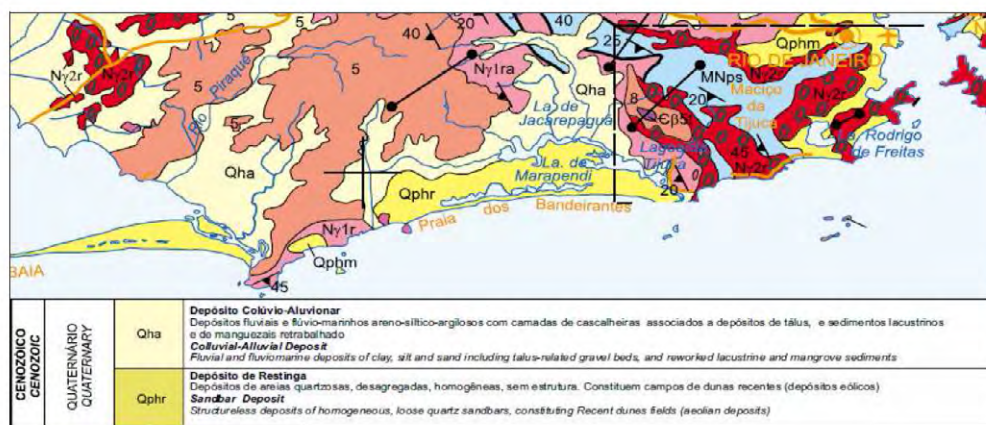 5
20
40
25
40
Qphm
Nγ2r
Nγ2r
RIO DE JANEIRO
Nγ1ra
MNps
Qha
Piraquê
Rio
5
5
5
8
20
Maciço
da
Tijuca
Nγ2r
La. de
Jacarepaguá
Rodrigo
de Freitas
Qha
La. de
Marapendi
45
Nγ2r
Qphr
20
Praia dos Bandeirantes
Nγ1r
Qphm
BAIA
45
CENOZÓICO
CENOZOIC
QUATERNÁRIO
QUATERNARY
Qha
Depósito Colúvio-Aluvionar
Depósitos fluviais e flúvio-marinhos areno-síltico-argilosos com camadas de cascalheiras associados a depósitos de tálus, e sedimentos lacustrinos
e de manguezais retrabalhado
Colluvial-Alluvial Deposit
Fluvial and fluviomarine deposits of clay, silt and sand including talus-related gravel beds, and reworked lacustrine and mangrove sediments
Qphr
Depósito de Restinga
Depósitos de areias quartzosas, desagregadas, homogêneas, sem estrutura. Constituem campos de dunas recentes (depósitos eólicos)
Sandbar Deposit
Structureless deposits of homogeneous, loose quartz sandbars, constituting Recent dunes fields (aeolian deposits)